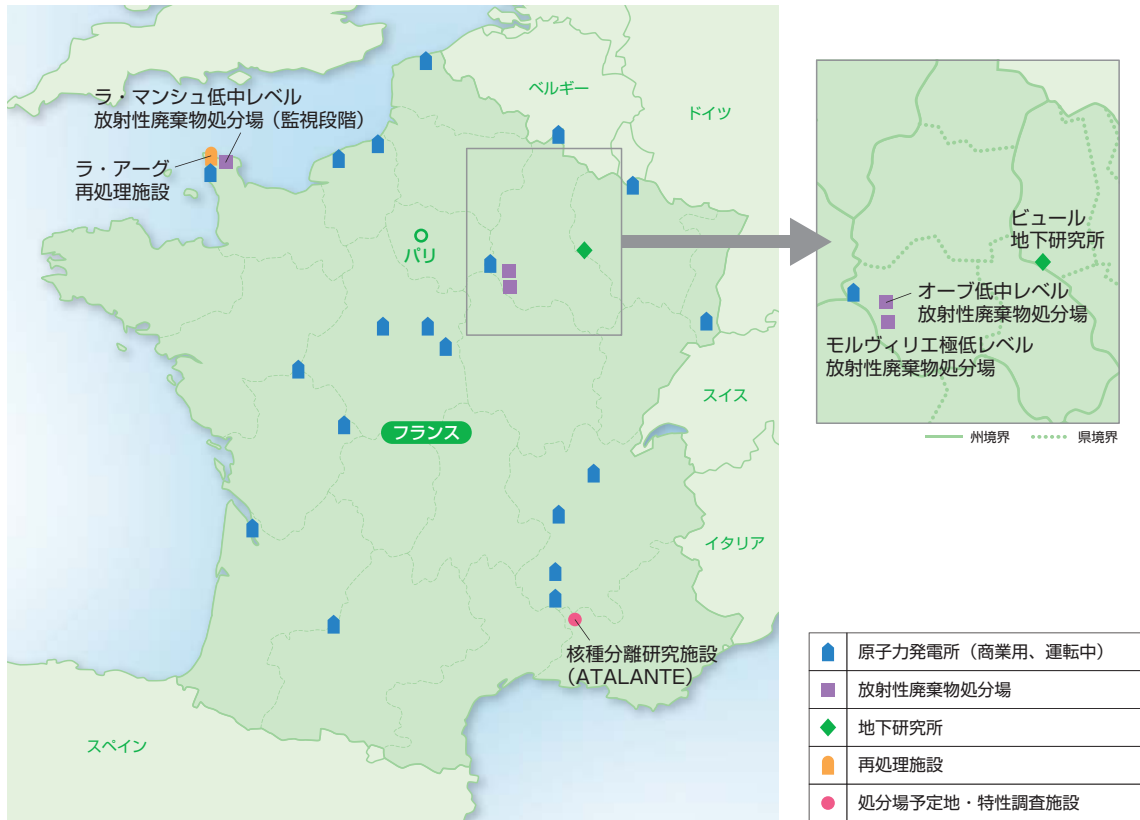 ラ・マンシュ低中レベル
放射性廃棄物処分場（監視段階）
ラ・アーグ
再処理施設
ベルギー
ドイツ
パリ
スイス
フランス
イタリア
核種分離研究施設
（ATALANTE）
スペイン
ビュール
地下研究所
オーブ低中レベル
放射性廃棄物処分場
モルヴィリエ極低レベル
放射性廃棄物処分場
州境界 県境界
原子力発電所（商業用、運転中）
放射性廃棄物処分場
地下研究所
再処理施設
処分場予定地・特性調査施設